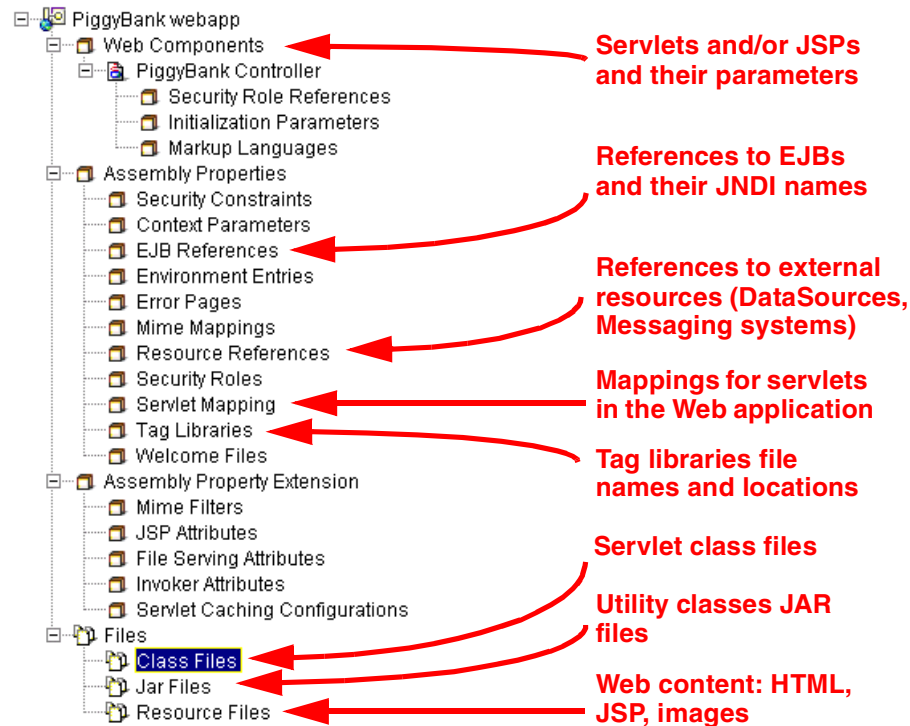 PiggyBank webapp
Web Components
PiggyBank Controller
Security Role References
Initialization Parameters
Markup Languages
Assembly Properties
Security Constraints
Context Parameters
EJB References
Environment Entries
Error Pages
Mime Mappings
Resource References
Security Roles
Servlet Mapping
Tag Libraries
Welcome Files
Assembly Property Extension
Mime Filters
JSP Attributes
File Serving Attributes
Invoker Attributes
Servlet Caching Configurations
Files
Class Files
Jar Files
Resource Files
Servlets and/or JSPs
and their parameters
References to EJBs
and their JNDI names
References to external
resources (DataSources,
Messaging systems)
Mappings for servlets
in the Web application
Tag libraries file
names and locations
Servlet class files
Utility classes JAR
files
Web content: HTML,
JSP, images